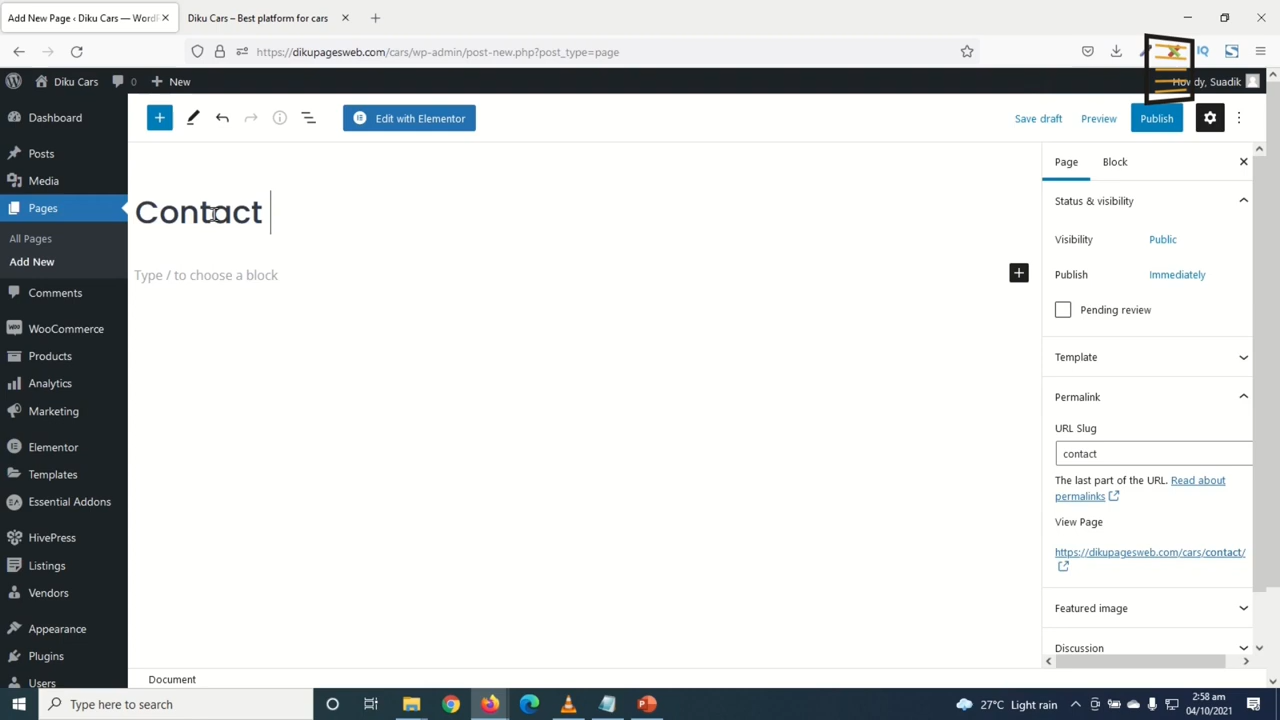 Add New Page ‹ Diku Cars — WordP
Diku Cars – Best platform for cars
https://dikupagesweb.com/cars/wp-admin/post-new.php?post_type=page
Diku Cars
0
New
Suadik
Dashboard
Posts
Media
Pages
All Pages
Add New
Comments
WooCommerce
Products
Analytics
Marketing
Elementor
Templates
Essential Addons
HivePress
Listings
Vendors
Appearance
Plugins
Users
Edit with Elementor
Save draft
Preview
Publish
Contact
Type / to choose a block
Page
Block
Status & visibility
Visibility
Public
Publish
Immediately
Pending review
Template
Permalink
URL Slug
contact
The last part of the URL. Read about
permalinks
View Page
https://dikupagesweb.com/cars/contact/
Featured image
Discussion
Document
Type here to search
27°C Light rain
2:58 am
04/10/2021